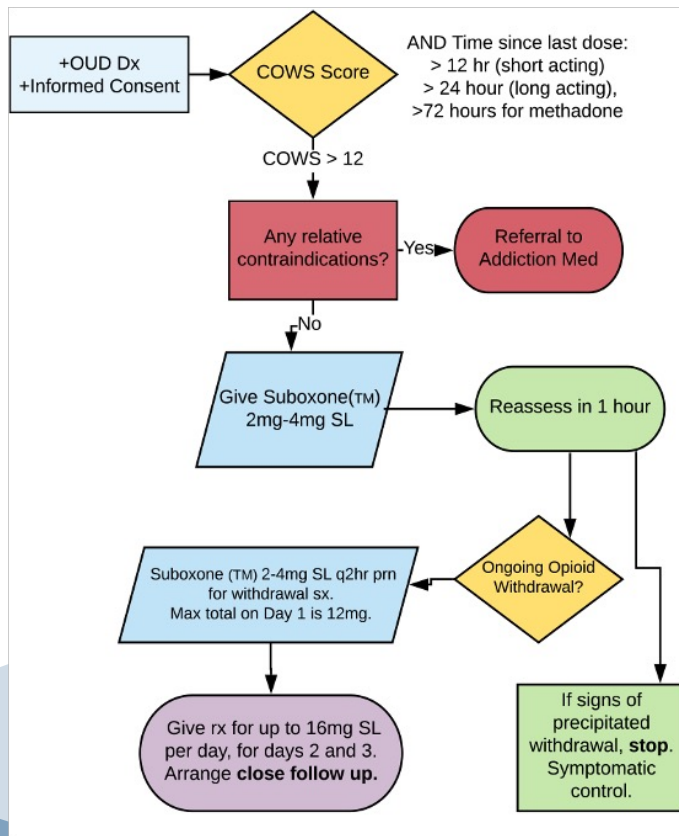 +OUD Dx
+Informed Consent
COWS Score
AND Time since last dose:
> 12 hr (short acting)
> 24 hour (long acting),
>72 hours for methadone
COWS > 12
Any relative
contraindications?
Yes
Referral to
Addiction Med
No
Give Suboxone(TM)
2mg-4mg SL
Reassess in 1 hour
Ongoing Opioid
Withdrawal?
Suboxone (TM) 2-4mg SL q2hr prn
for withdrawal sx.
Max total on Day 1 is 12mg.
Give rx for up to 16mg SL
per day, for days 2 and 3.
Arrange close follow up.
If signs of
precipitated
withdrawal, stop.
Symptomatic
control.